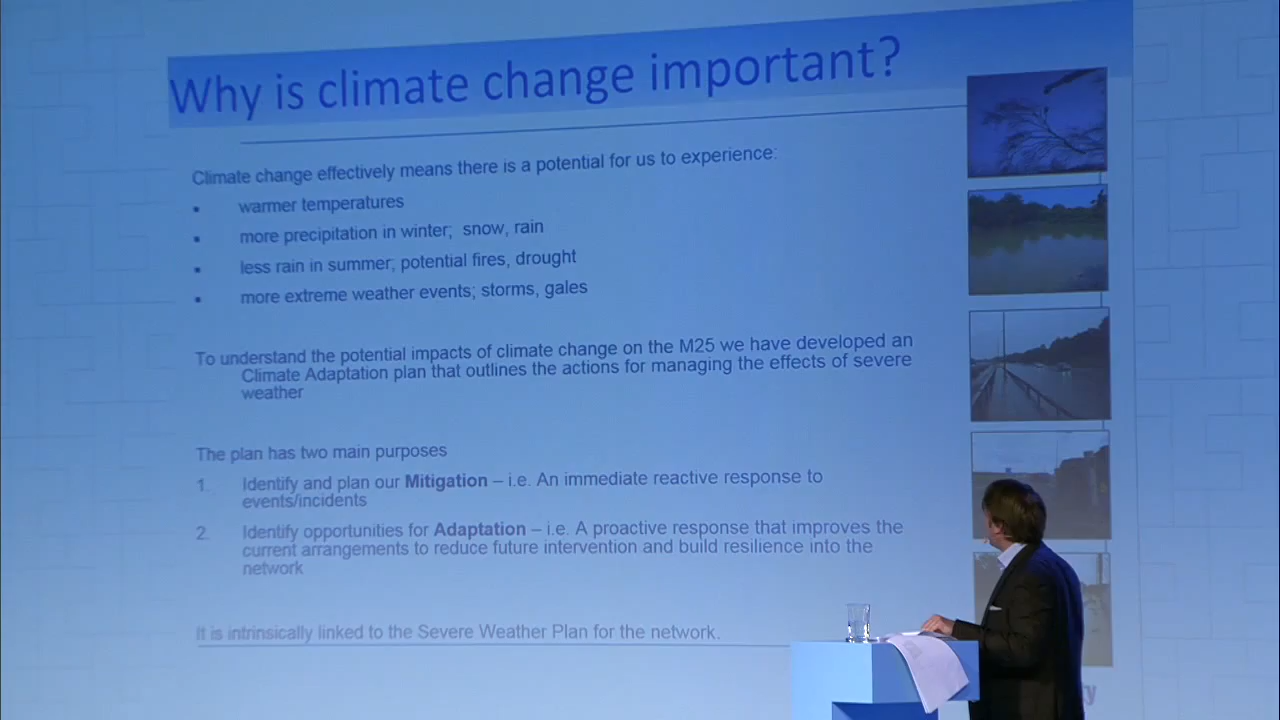 Why is climate change important?
Climate change effectively means there is a potential for us to experience:
• warmer temperatures
• more precipitation in winter; snow, rain
• less rain in summer; potential fires, drought
• more extreme weather events; storms, gales
To understand the potential impacts of climate change on the M25 we have developed an
Climate Adaptation plan that outlines the actions for managing the effects of severe
weather
The plan has two main purposes
1. Identify and plan our Mitigation – i.e. An immediate reactive response to
events/incidents
2. Identify opportunities for Adaptation – i.e. A proactive response that improves the
current arrangements to reduce future intervention and build resilience into the
network
It is intrinsically linked to the Severe Weather Plan for the network.